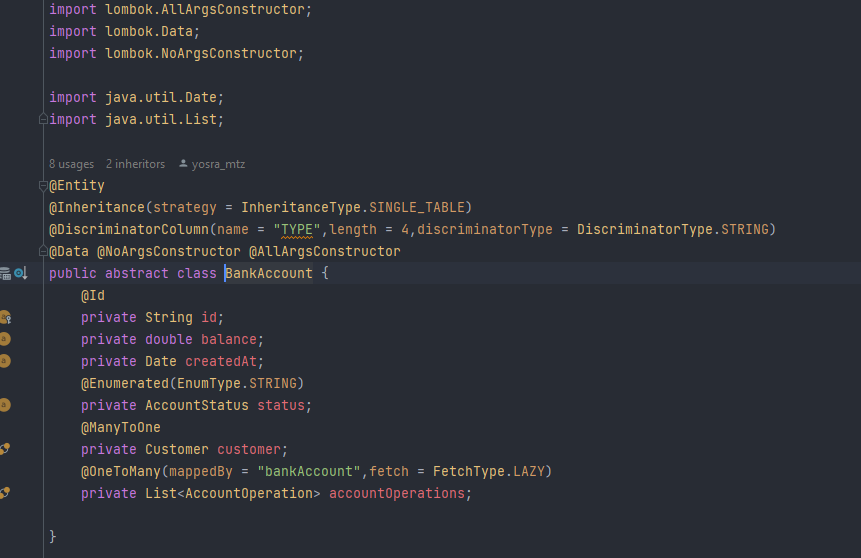 import lombok.AllArgsConstructor;
import lombok.Data;
import lombok.NoArgsConstructor;
import java.util.Date;
import java.util.List;
8 usages 2 inheritors yosra_mtz
@Entity
@Inheritance(strategy = InheritanceType.SINGLE_TABLE)
@DiscriminatorColumn(name = "TYPE",length = 4,discriminatorType = DiscriminatorType.STRING)
@Data @NoArgsConstructor @AllArgsConstructor
public abstract class BankAccount {
    @Id
    private String id;
    private double balance;
    private Date createdAt;
    @Enumerated(EnumType.STRING)
    private AccountStatus status;
    @ManyToOne
    private Customer customer;
    @OneToMany(mappedBy = "bankAccount",fetch = FetchType.LAZY)
    private List<AccountOperation> accountOperations;
}